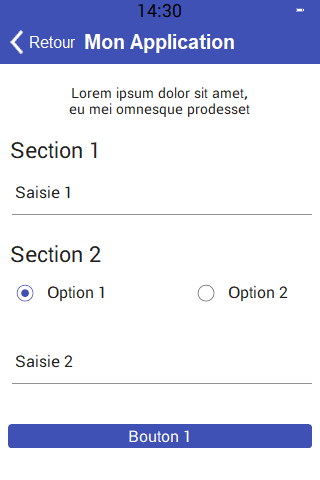 14:30
Retour Mon Application
Lorem ipsum dolor sit amet,
eu mei omnesque prodesset
Section 1
Saisie 1
Section 2
Option 1 Option 2
Saisie 2
Bouton 1